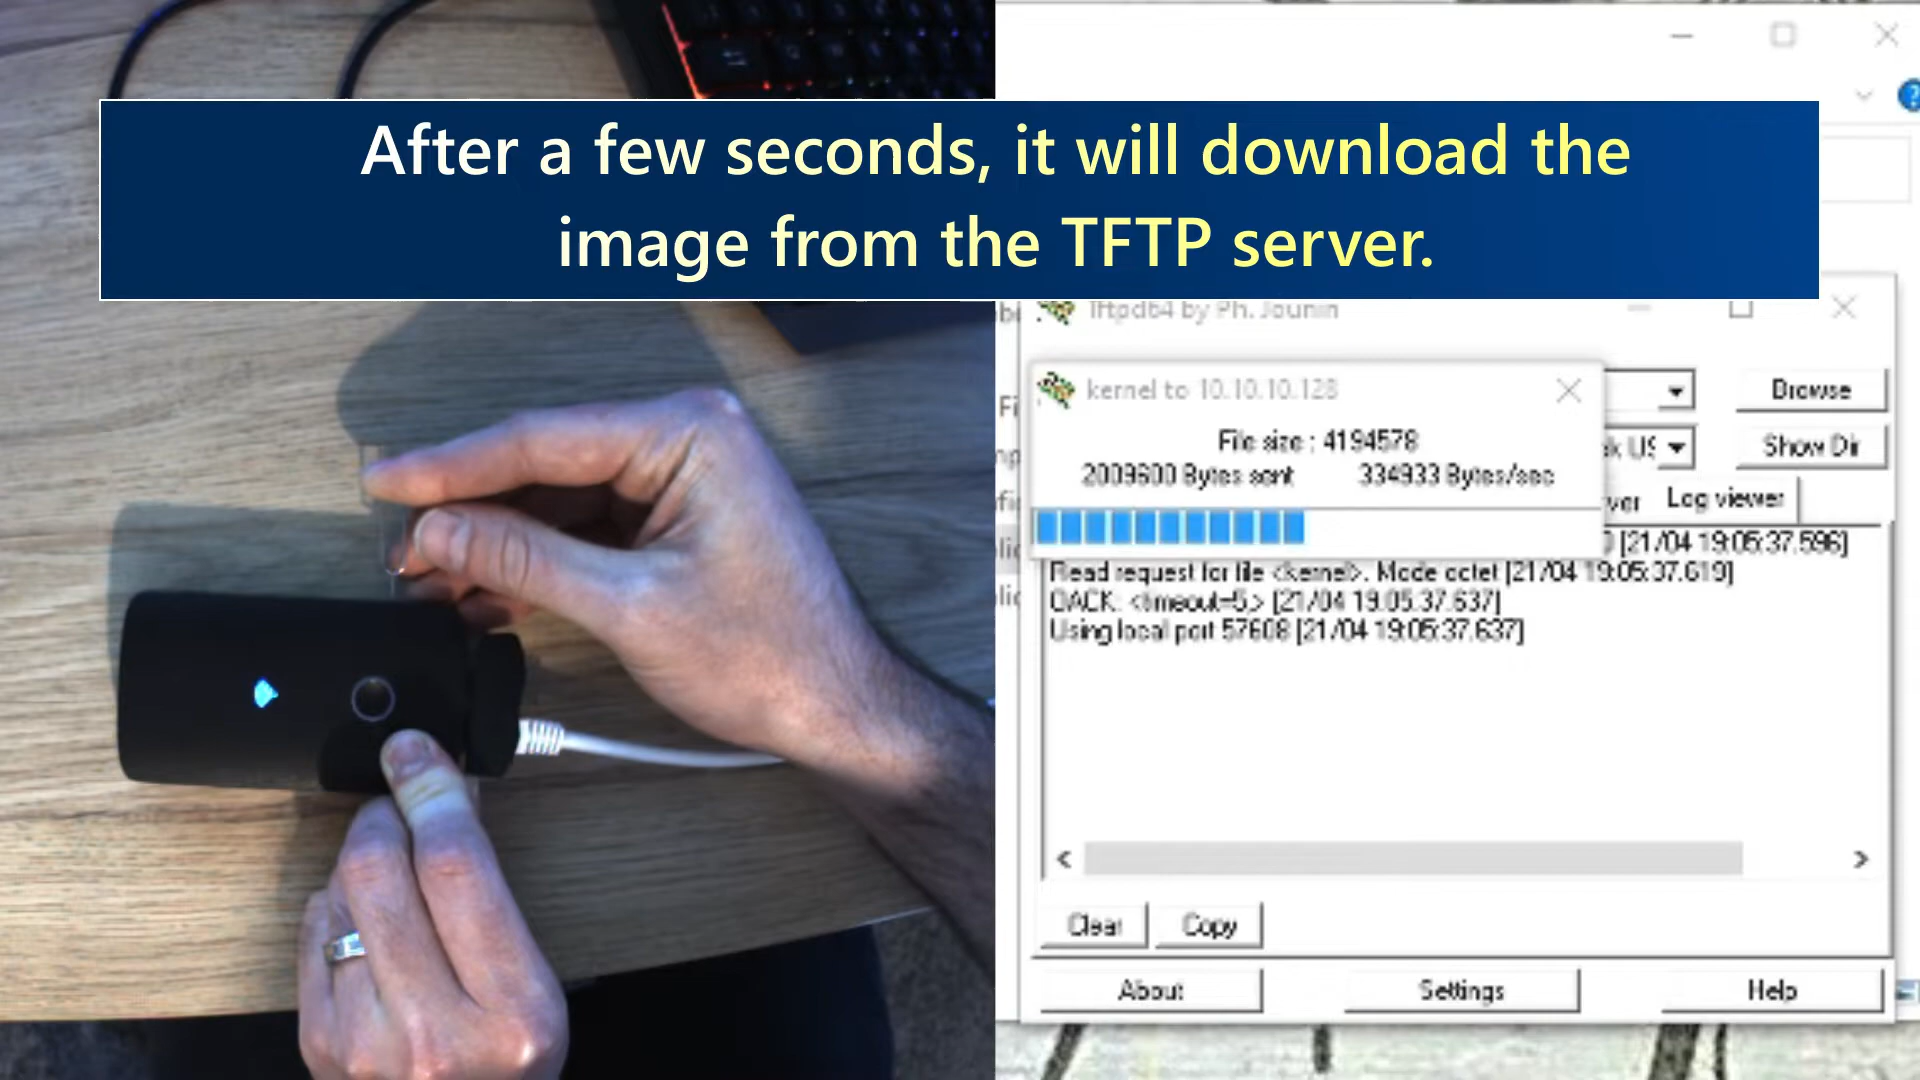 After a few seconds, it will download the
image from the TFTP server.
Tftpd64 by Ph. Jounin
kernel to 10.10.10.128
File size : 4194578
2009600 Bytes sent 334933 Bytes/sec
Browse
Show Dir
Log viewer
[21/04 19:05:37.596]
Read request for file <kernel>. Mode octet [21/04 19:05:37.619]
OACK: <timeout=5,> [21/04 19:05:37.637]
Using local port 57608 [21/04 19:05:37.637]
Clear Copy
About Settings Help